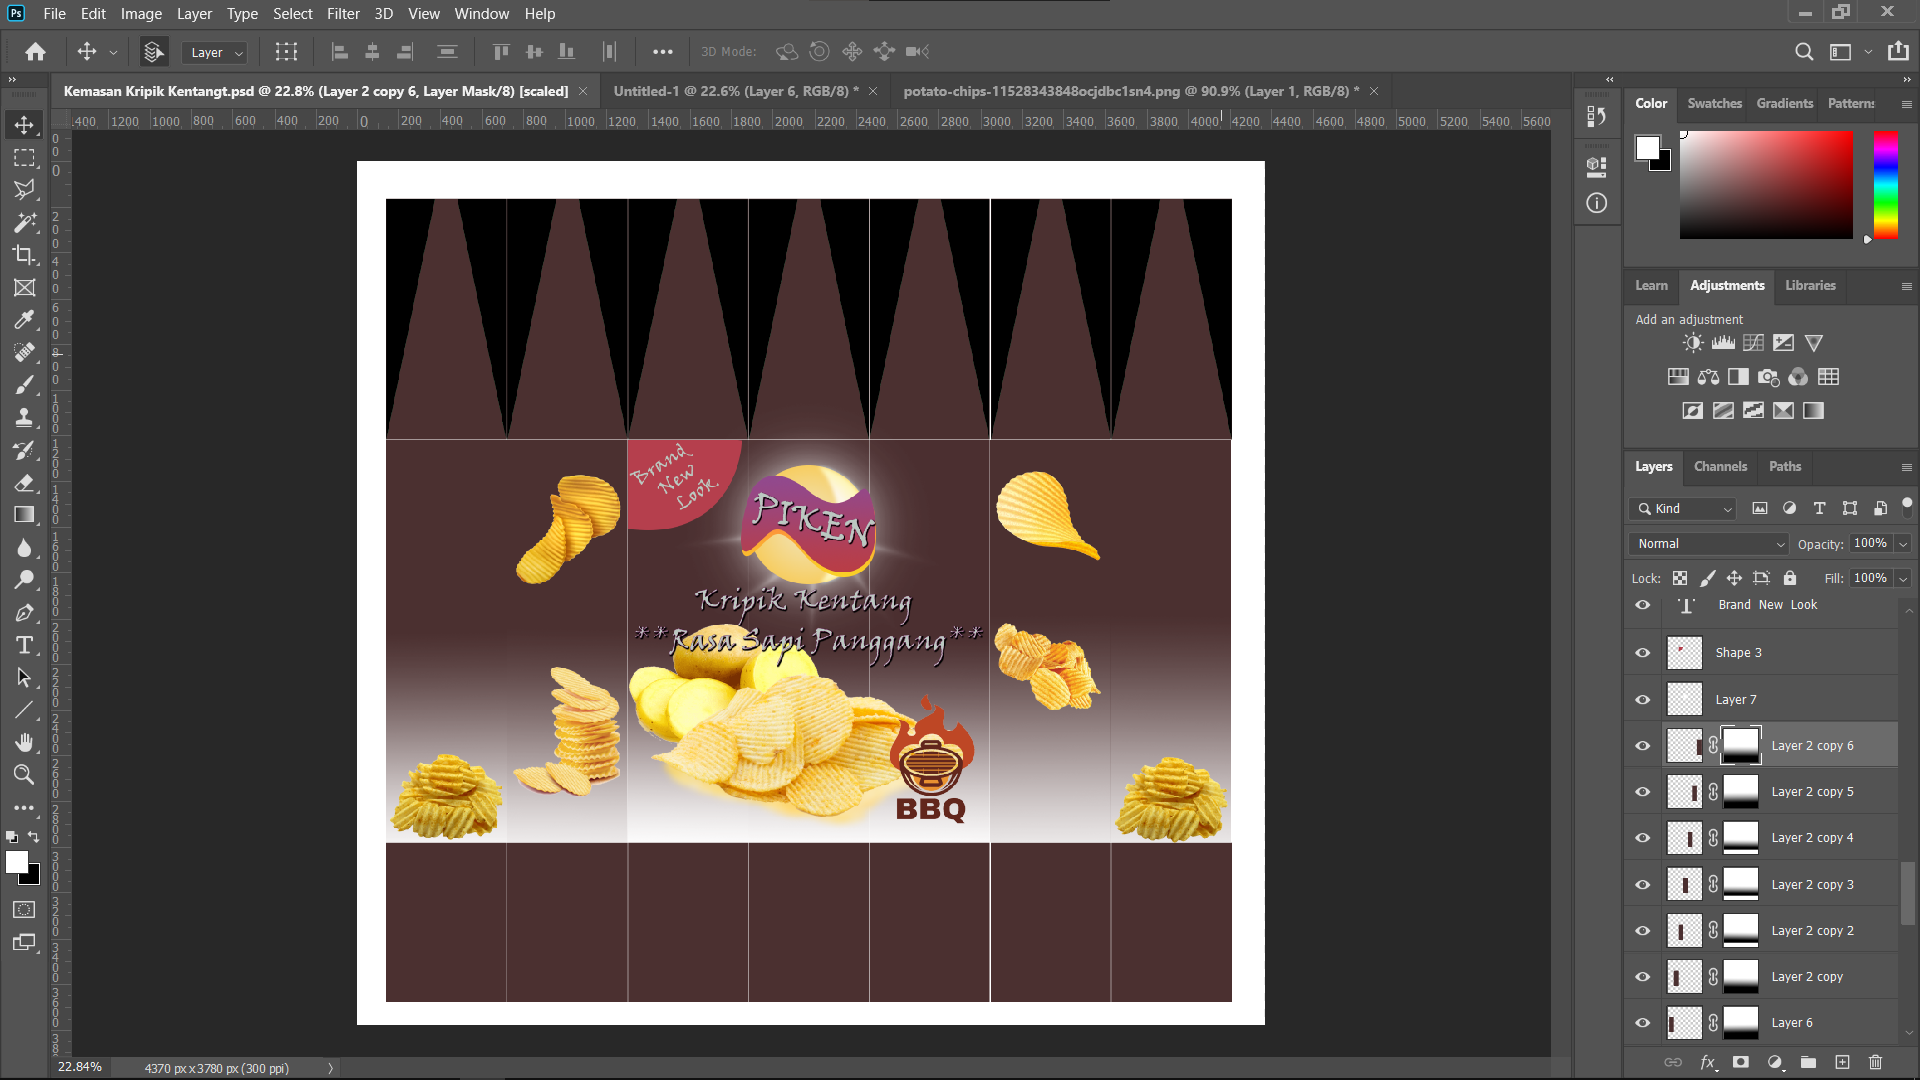 Ps File Edit Image Layer Type Select Filter 3D View Window Help
Layer 3D Mode:
Kemasan Kripik Kentangt.psd @ 22.8% (Layer 2 copy 6, Layer Mask/8) [scaled]
Untitled-1 @ 22.6% (Layer 6, RGB/8) *
potato-chips-11528343848ocjdbc1sn4.png @ 90.9% (Layer 1, RGB/8) *
1400 1200 1000 800 600 400 200 0 200 400 600 800 1000 1200 1400 1600 1800 2000 2200 2400 2600 2800 3000 3200 3400 3600 3800 4000 4200 4400 4600 4800 5000 5200 5400 5600
Brand
New
Look
PIKEN
Kripik Kentang
**Rasa Sapi Panggang**
BBQ
Color Swatches Gradients Patterns
Learn Adjustments Libraries
Add an adjustment
Layers Channels Paths
Kind
Normal Opacity: 100%
Lock: Fill: 100%
Brand New Look
Shape 3
Layer 7
Layer 2 copy 6
Layer 2 copy 5
Layer 2 copy 4
Layer 2 copy 3
Layer 2 copy 2
Layer 2 copy
Layer 6
fx
22.84% 4370 px x 3780 px (300 ppi)